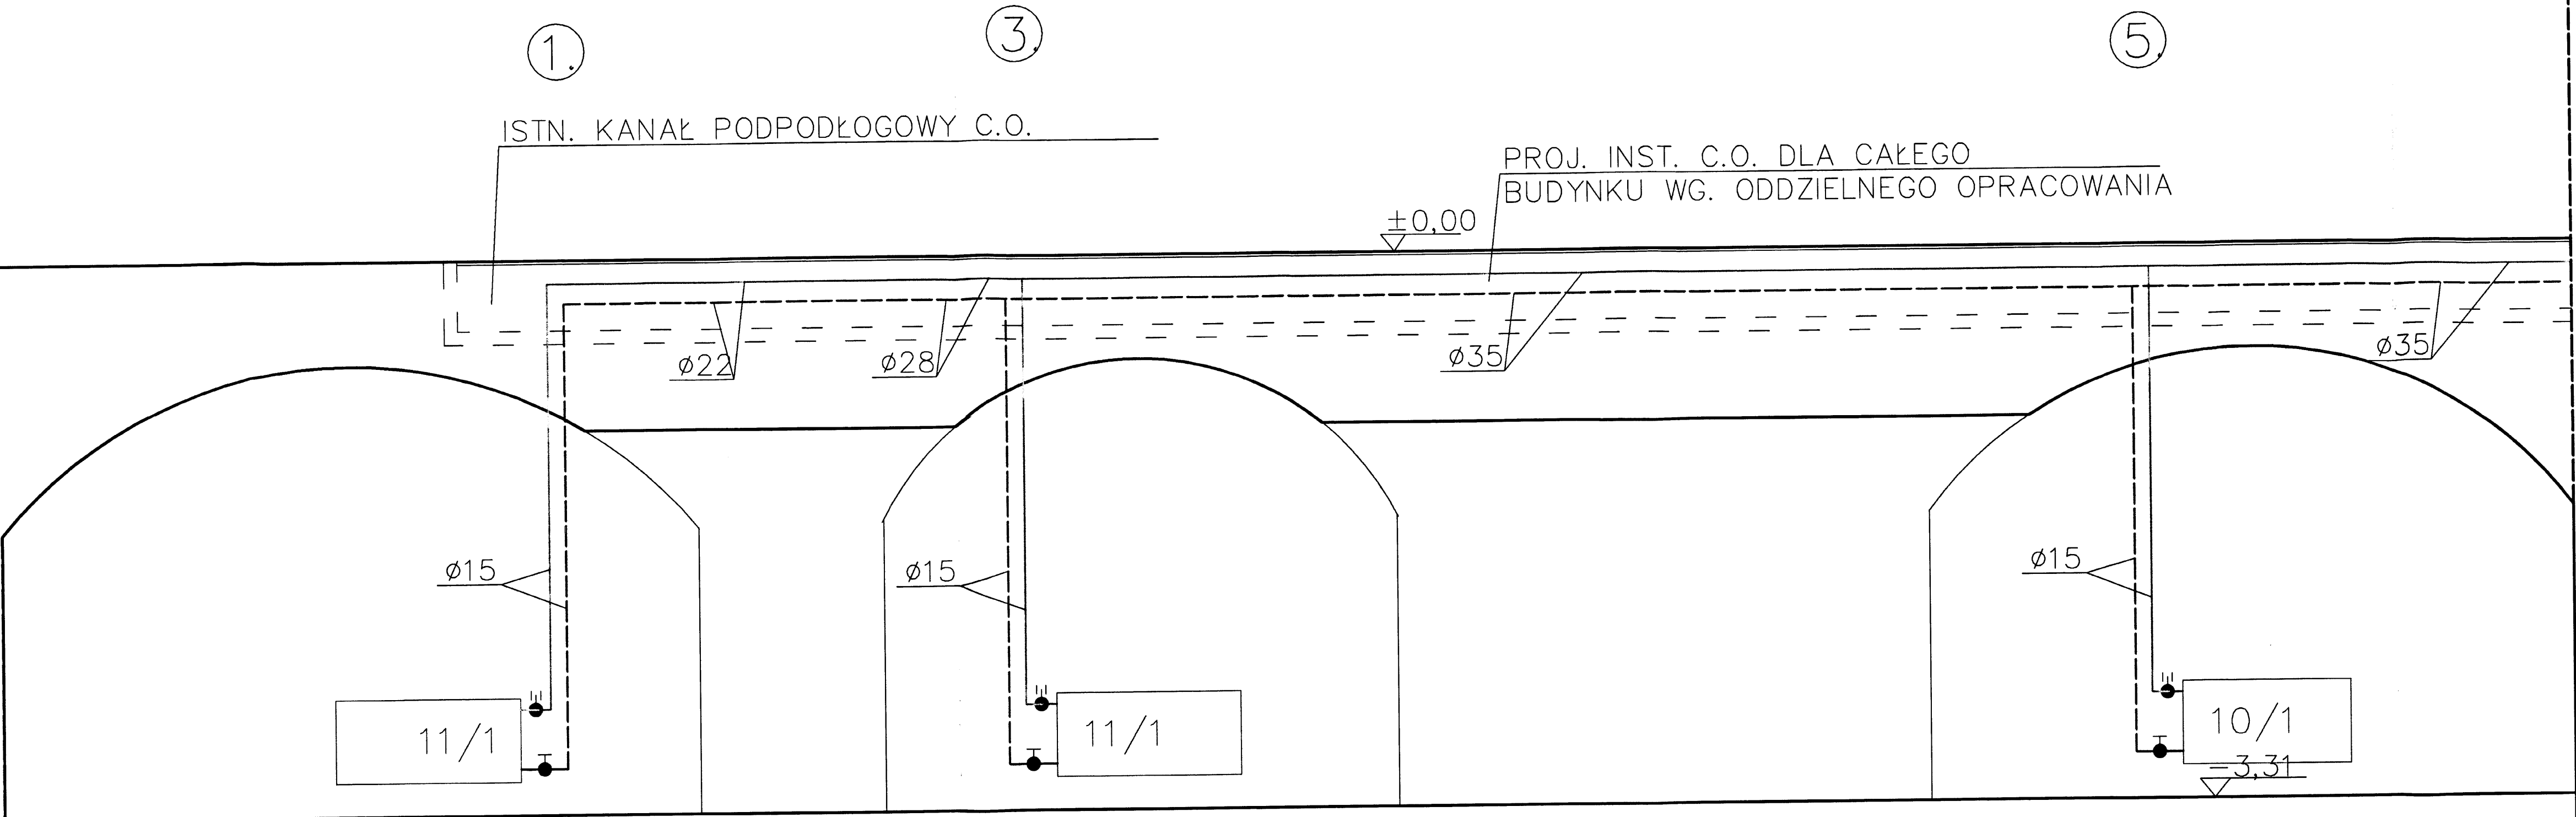 1.
3.
5.
ISTN. KANAŁ PODPODŁOGOWY C.O.
PROJ. INST. C.O. DLA CAŁEGO
BUDYNKU WG. ODDZIELNEGO OPRACOWANIA
±0,00
ø22
ø28
ø35
ø35
ø15
ø15
ø15
11/1
11/1
10/1
-3,31